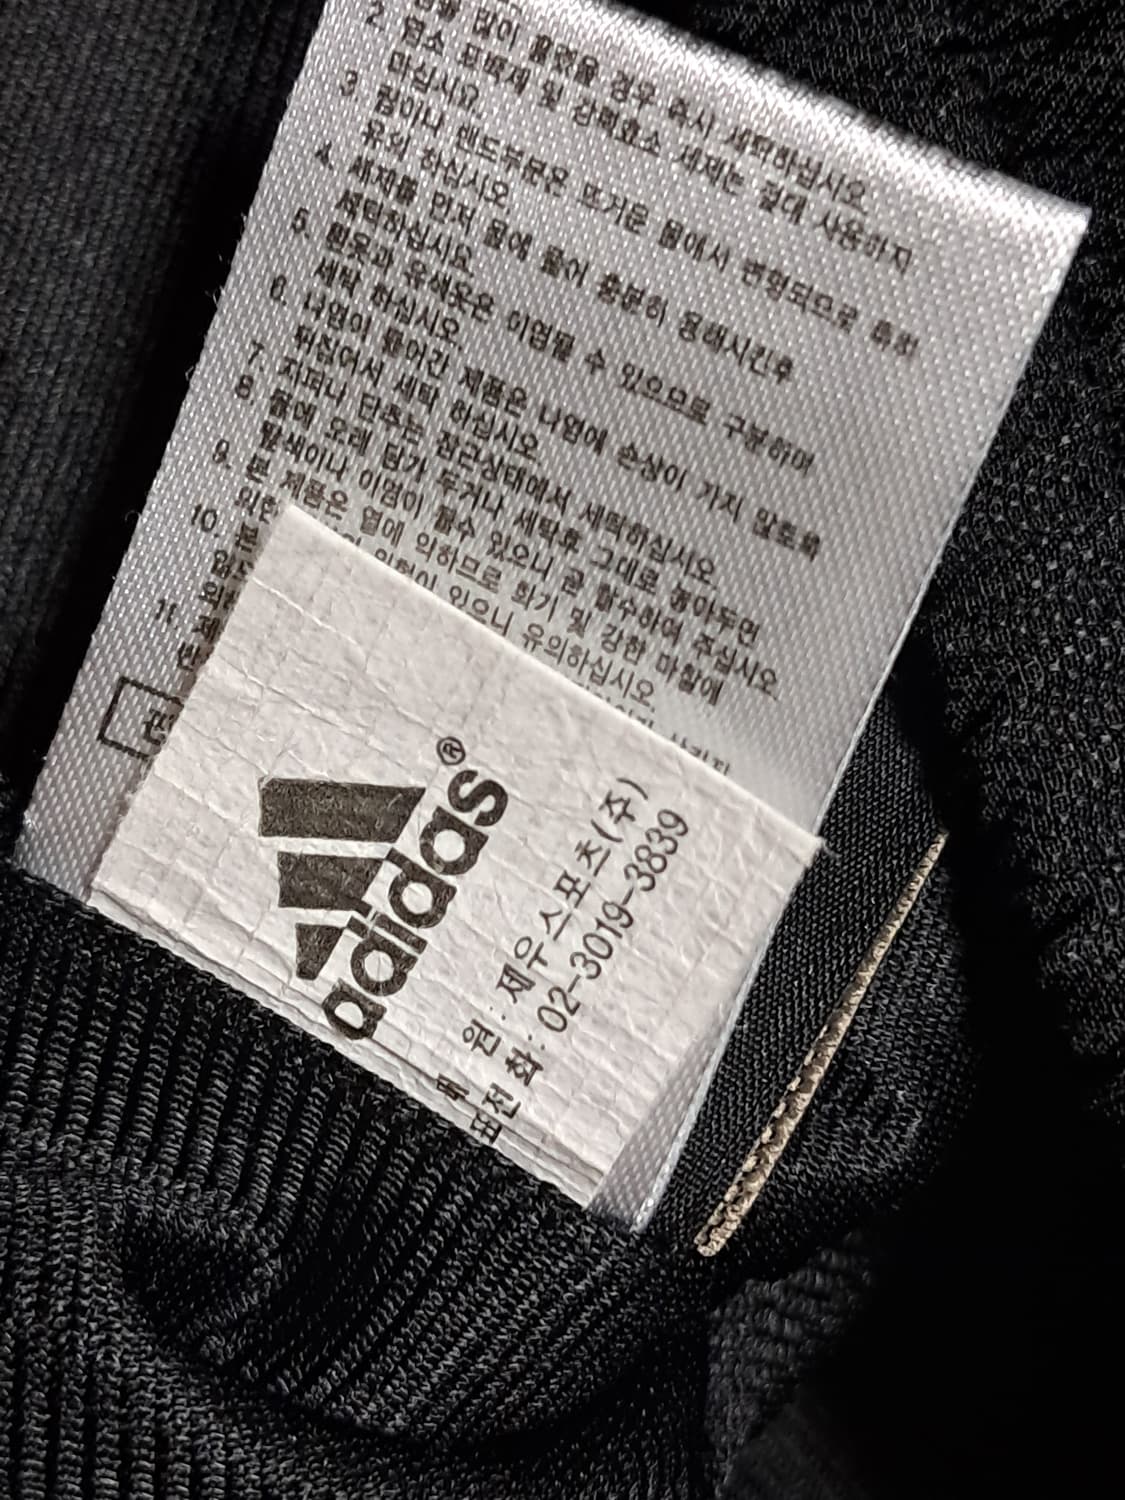 2. 땀을 많이 흘렸을 경우 즉시 세탁하십시오
3. 염소 표백제 및 강력효소 세제는 절대 사용하지
마십시오
4. 밑이나 밴드부분은 뜨거운 물에서 변형되므로 특히
유의 하십시오
5. 세제를 먼저 물에 풀어 충분히 용해시킨후
세탁하십시오
6. 흰옷과 유색옷은 이염될 수 있으므로 구분하여
세탁 하십시오
7. 나염이 들어간 제품은 나염에 손상이 가지 않도록
뒤집어서 세탁 하십시오
8. 지퍼나 단추는 잠근상태에서 세탁하십시오
9. 물에 오래 담가 두거나 세탁후 그대로 놓아두면
탈색이나 이염이 될수 있으니 곧 탈수하여 주십시오
10. 본 제품은 열에 약하므로 화기 및 강한 마찰에
위험이 있으니 유의하십시오
11.
adidas®
제우스포츠(주)
전 화 : 02-3019-3839